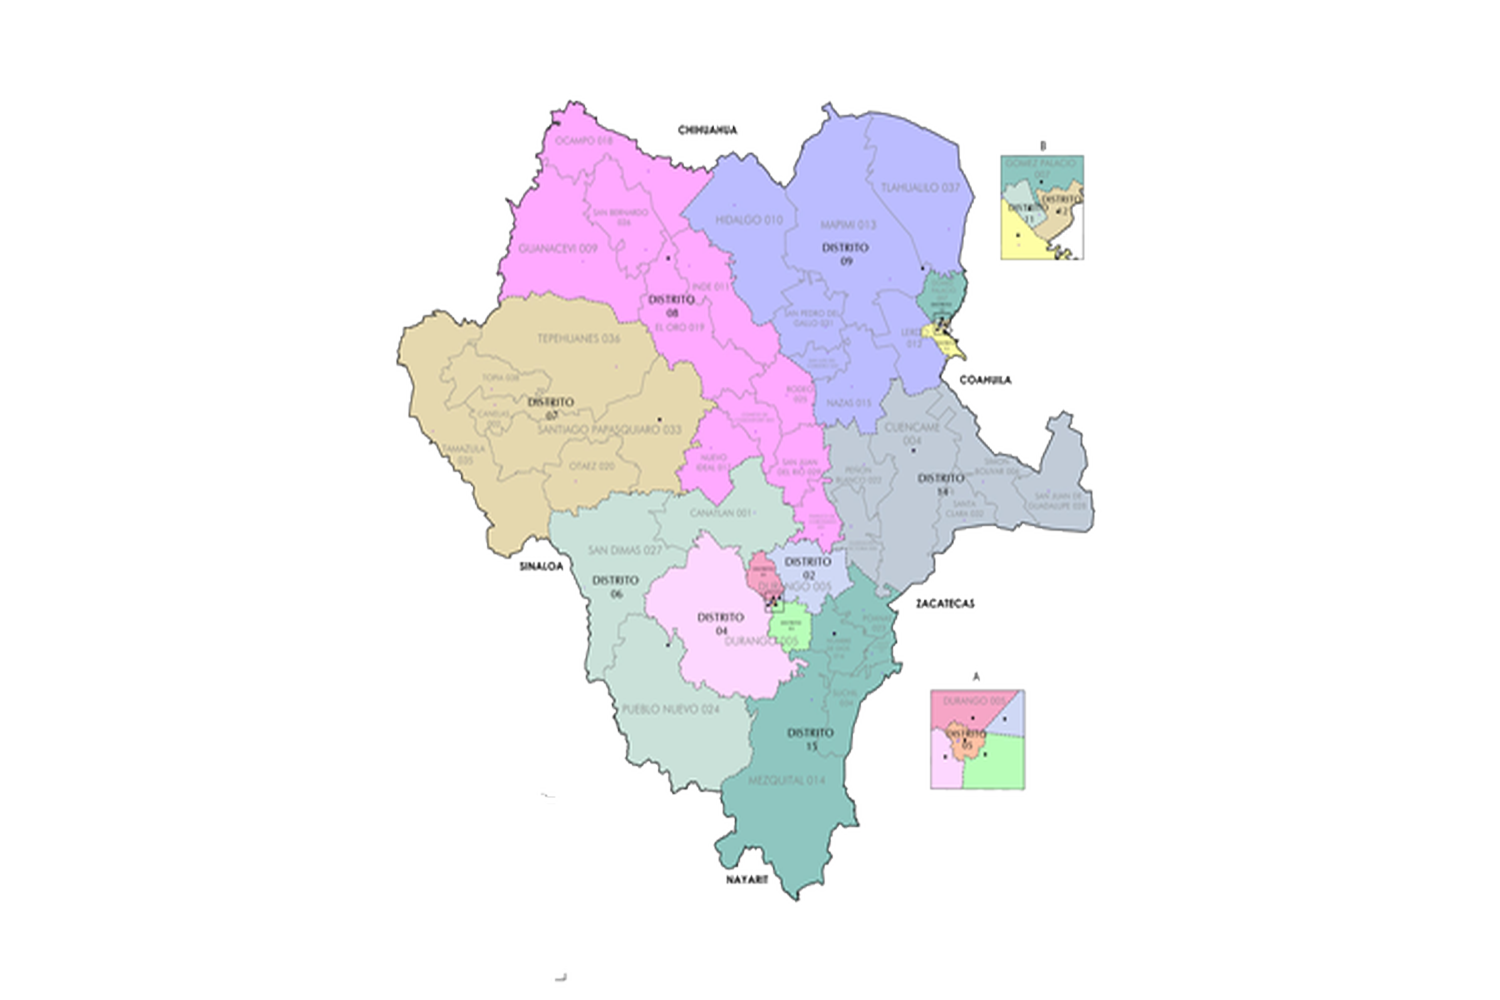 CHIHUAHUA
OCAMPO 018
B
GOMEZ PALACIO
007
DISTRITO
11
DISTRITO
12
TLAHUALILO 037
SAN BERNARDO
026
HIDALGO 010
MAPIMI 013
DISTRITO
09
GUANACEVI 009
INDE 011
DISTRITO
08
EL ORO 019
SAN PEDRO DEL
GALLO 021
LERDO
012
TEPEHUANES 036
COAHUILA
TOPIA 038
RODEO
025
DISTRITO
07
NAZAS 015
CANELAS
002
SANTIAGO PAPASQUIARO 033
CUENCAME
004
TAMAZULA
035
OTAEZ 020
NUEVO
IDEAL 017
SAN JUAN
DEL RIO 029
PEÑON
BLANCO 022
DISTRITO
14
SIMON
BOLIVAR 006
SANTA
CLARA 032
SAN JUAN DE
GUADALUPE 028
CANATLAN 001
SAN DIMAS 027
SINALOA
DISTRITO
06
DISTRITO
02
DURANGO 005
ZACATECAS
DISTRITO
04
DURANGO 005
A
DURANGO 005
DISTRITO
05
PUEBLO NUEVO 024
DISTRITO
15
MEZQUITAL 014
NAYARIT